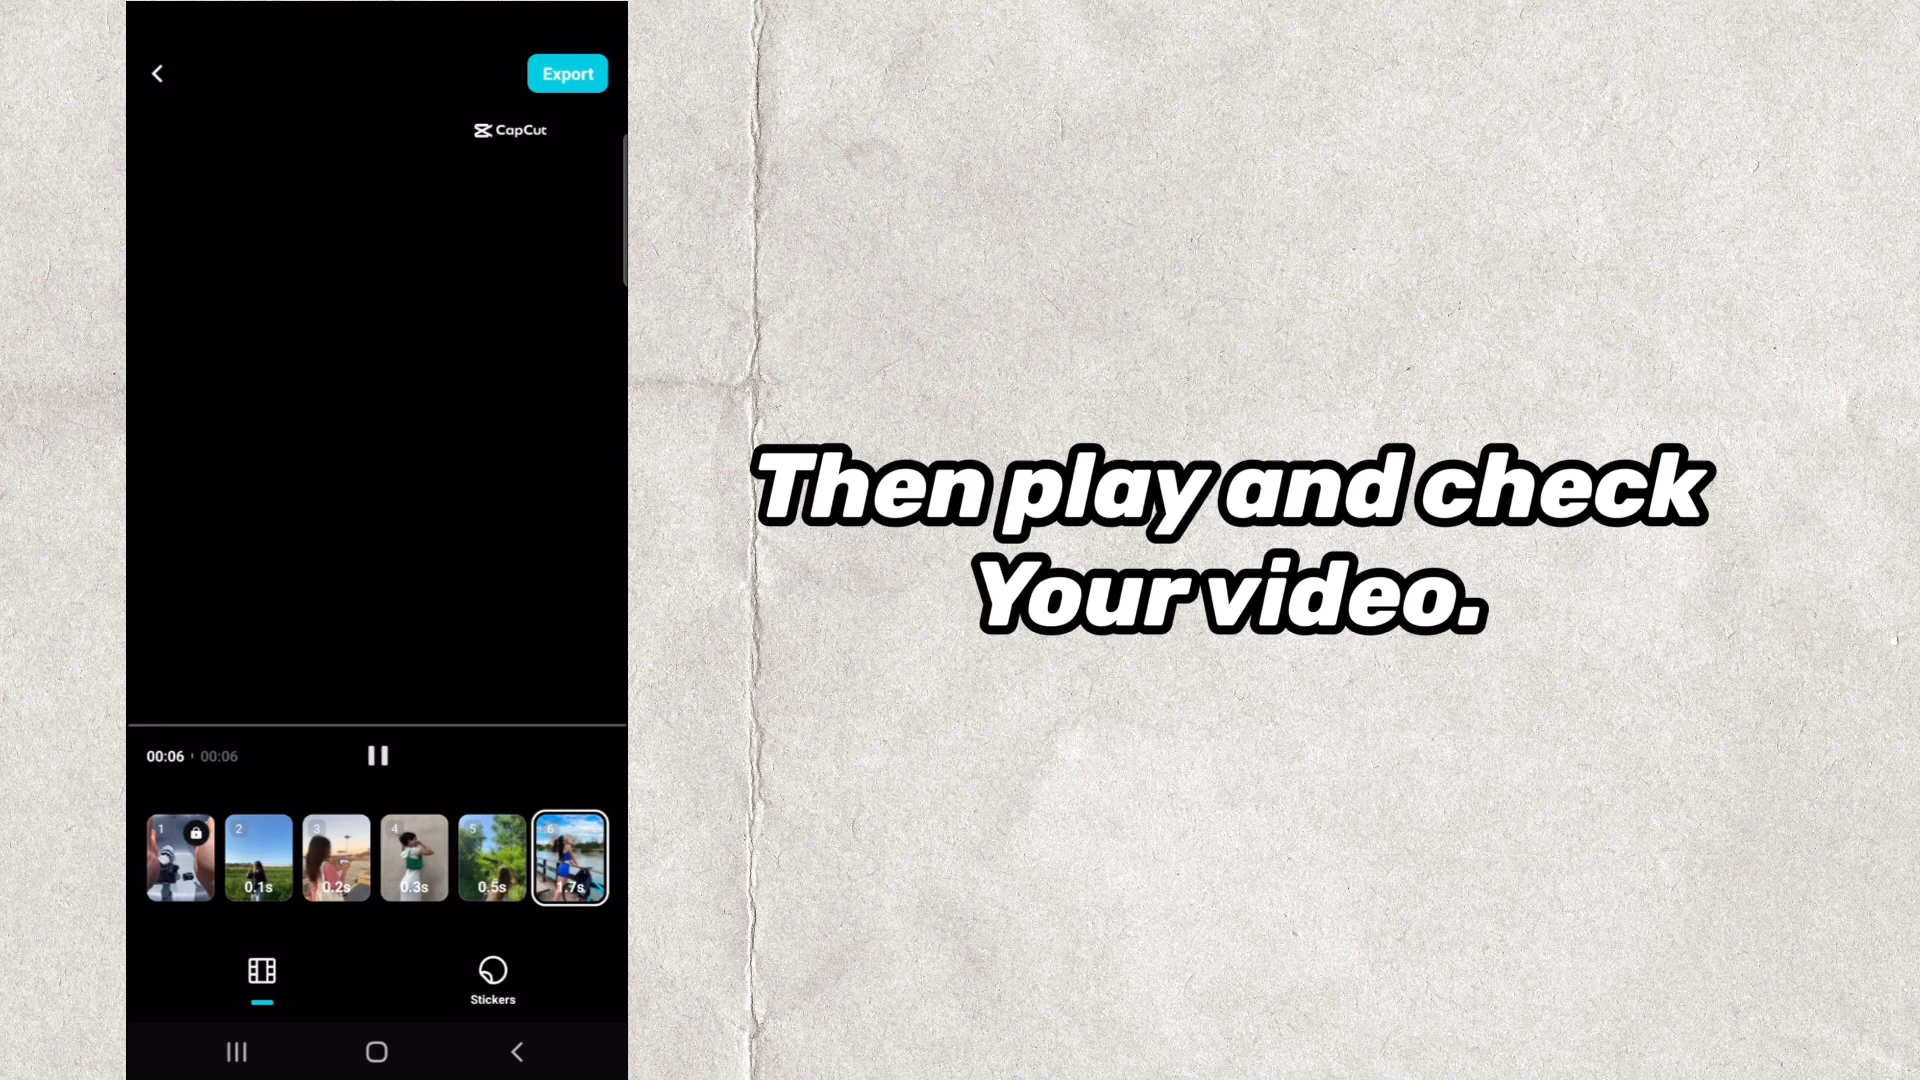 Export
CapCut
Then play and check
Your video.
00:06 00:06
1 2 3 4 5 6
0.1s 0.2s 0.3s 0.5s 1.7s
Stickers